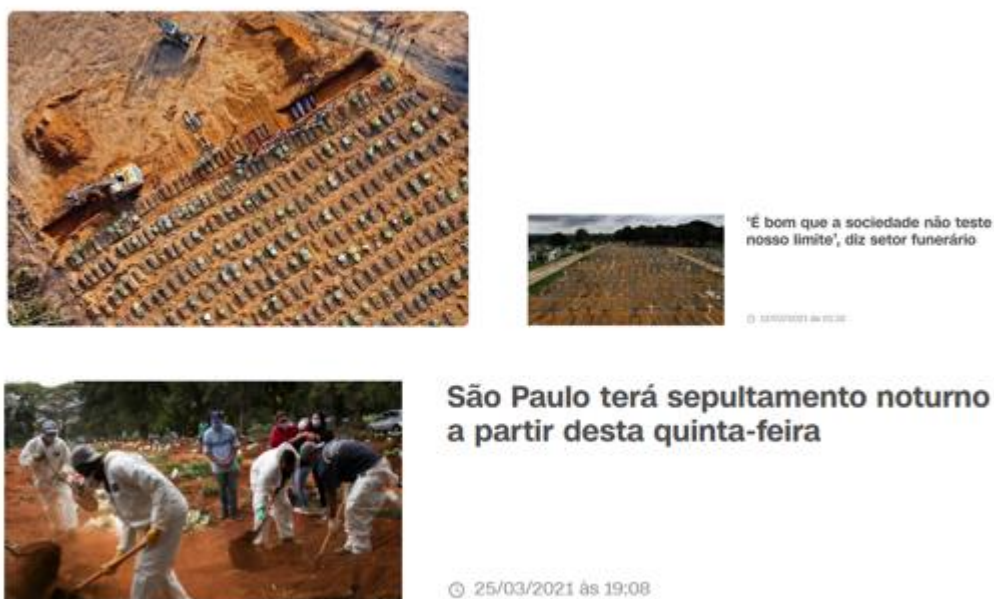 'É bom que a sociedade não teste
nosso limite', diz setor funerário
São Paulo terá sepultamento noturno
a partir desta quinta-feira
25/03/2021 às 19:08